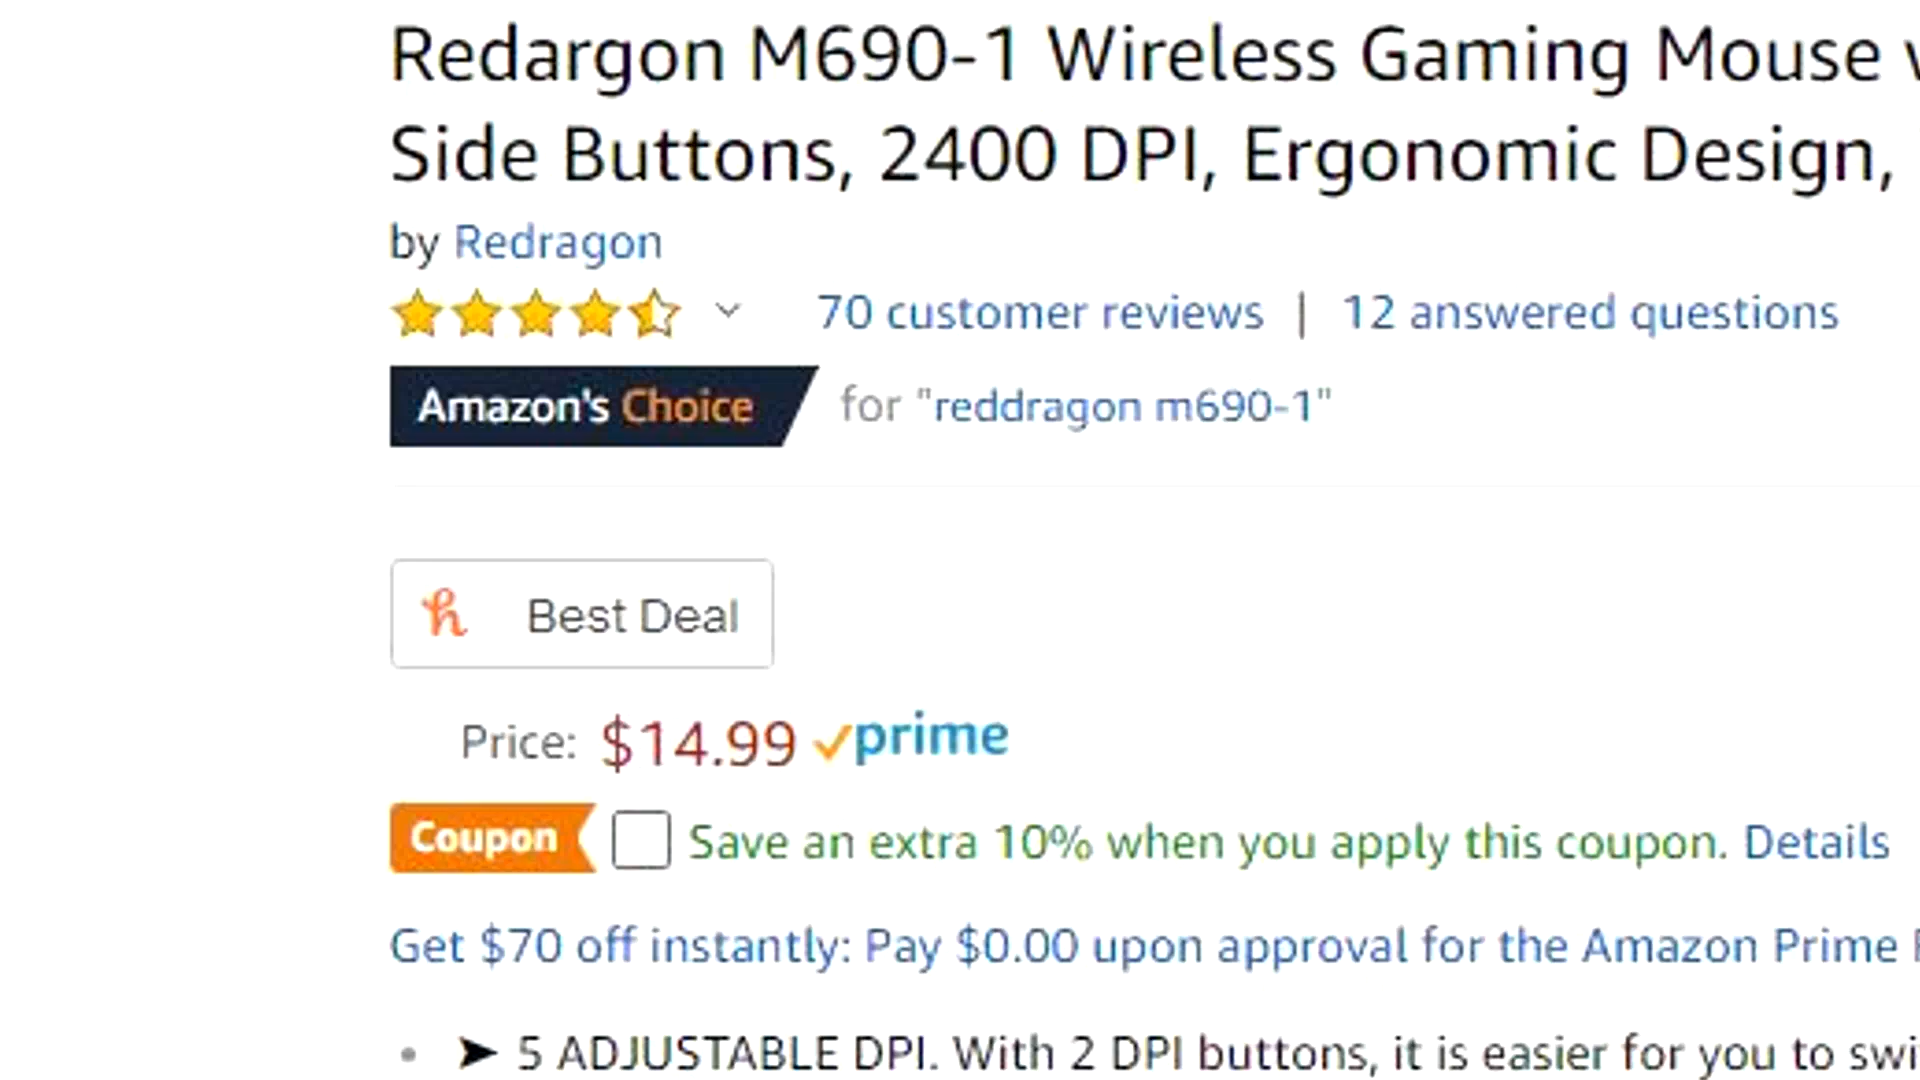 Redargon M690-1 Wireless Gaming Mouse
Side Buttons, 2400 DPI, Ergonomic Design,
by Redragon
70 customer reviews | 12 answered questions
Amazon's Choice for "reddragon m690-1"
h Best Deal
Price: $14.99 prime
Coupon Save an extra 10% when you apply this coupon. Details
Get $70 off instantly: Pay $0.00 upon approval for the Amazon Prime
• ➤ 5 ADJUSTABLE DPI. With 2 DPI buttons, it is easier for you to